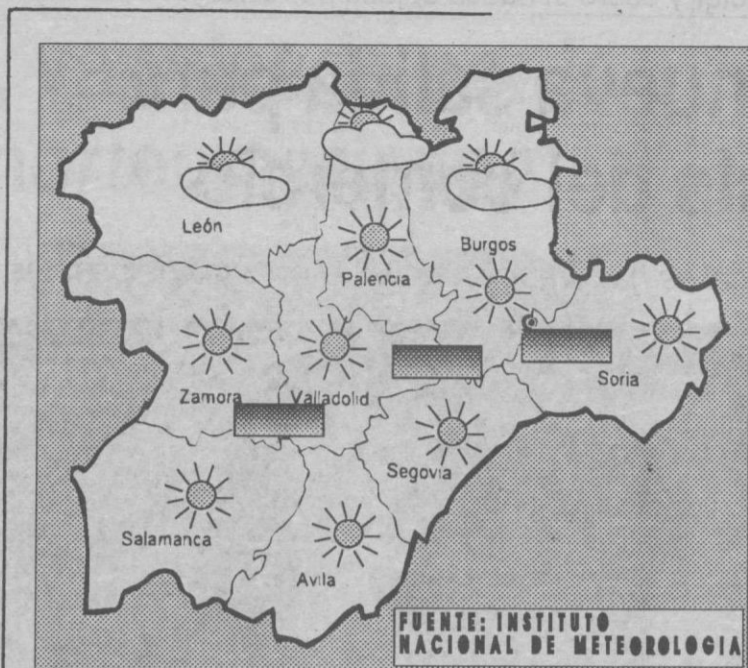 León
Burgos
Palencia
Zamora
Valladolid
Soria
Segovia
Salamanca
Avila
FUENTE: INSTITUTO
NACIONAL DE METEOROLOGIA